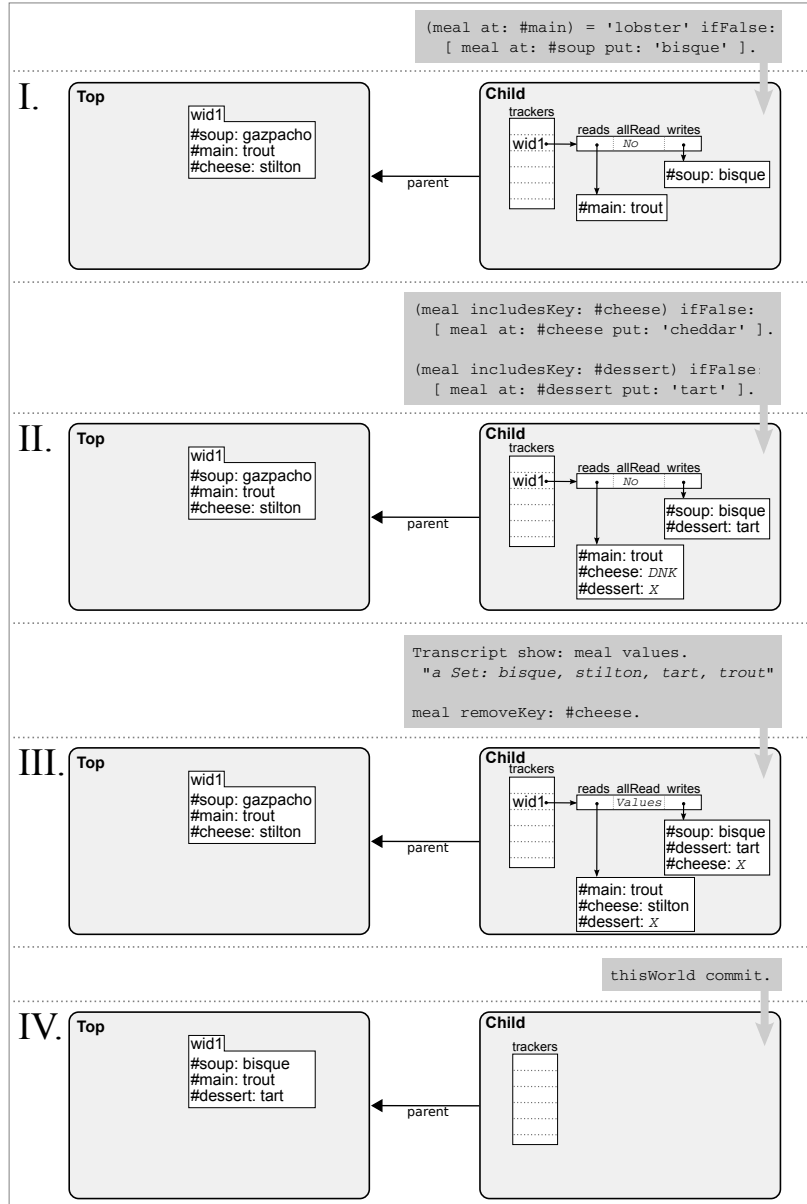 (meal at: #main) = 'lobster' ifFalse:
[ meal at: #soup put: 'bisque' ].
I.
Top
wid1
#soup: gazpacho
#main: trout
#cheese: stilton
parent
Child
trackers
wid1
reads allRead writes
No
#soup: bisque
#main: trout
(meal includesKey: #cheese) ifFalse:
[ meal at: #cheese put: 'cheddar' ].
(meal includesKey: #dessert) ifFalse:
[ meal at: #dessert put: 'tart' ].
II.
Top
wid1
#soup: gazpacho
#main: trout
#cheese: stilton
parent
Child
trackers
wid1
reads allRead writes
No
#soup: bisque
#dessert: tart
#main: trout
#cheese: DNK
#dessert: X
Transcript show: meal values.
"a Set: bisque, stilton, tart, trout"
meal removeKey: #cheese.
III.
Top
wid1
#soup: gazpacho
#main: trout
#cheese: stilton
parent
Child
trackers
wid1
reads allRead writes
Values
#soup: bisque
#dessert: tart
#cheese: X
#main: trout
#cheese: stilton
#dessert: X
thisWorld commit.
IV.
Top
wid1
#soup: bisque
#main: trout
#dessert: tart
parent
Child
trackers